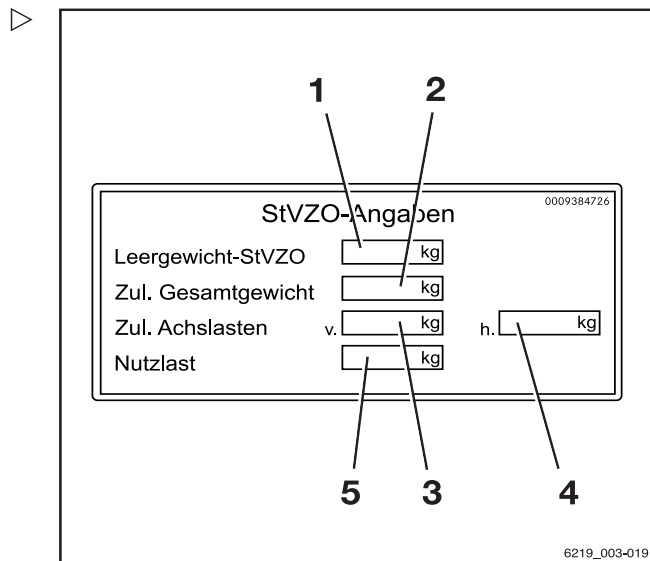 1 2
0009384726
StVZO-Angaben
Leergewicht-StVZO kg
Zul. Gesamtgewicht kg
Zul. Achslasten v. kg h. kg
Nutzlast kg
5 3 4
6219_003-019